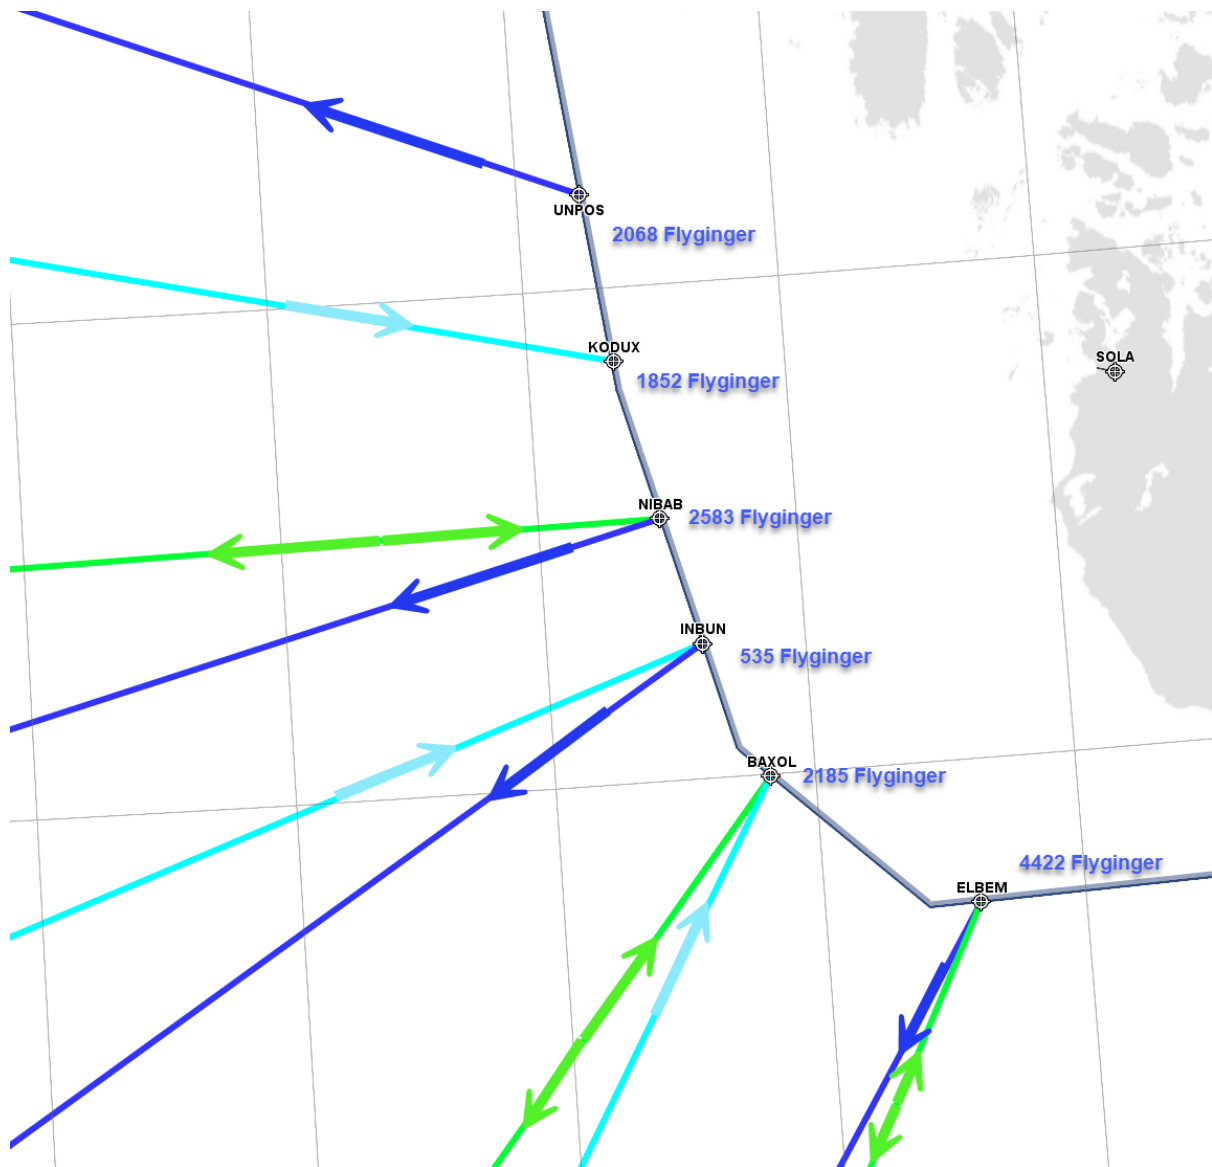 UNPOS
2068 Flyginger
KODUX
1852 Flyginger
SOLA
NIBAB
2583 Flyginger
INBUN
535 Flyginger
BAXOL
2185 Flyginger
4422 Flyginger
ELBEM